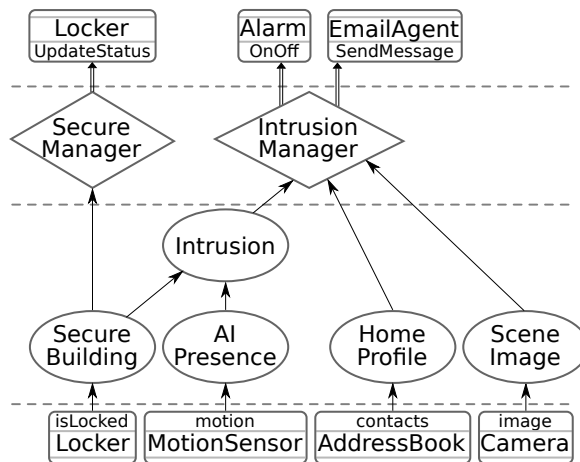 Locker
UpdateStatus
Alarm
OnOff
EmailAgent
SendMessage
Secure
Manager
Intrusion
Manager
Intrusion
Secure
Building
AI
Presence
Home
Profile
Scene
Image
isLocked
Locker
motion
MotionSensor
contacts
AddressBook
image
Camera